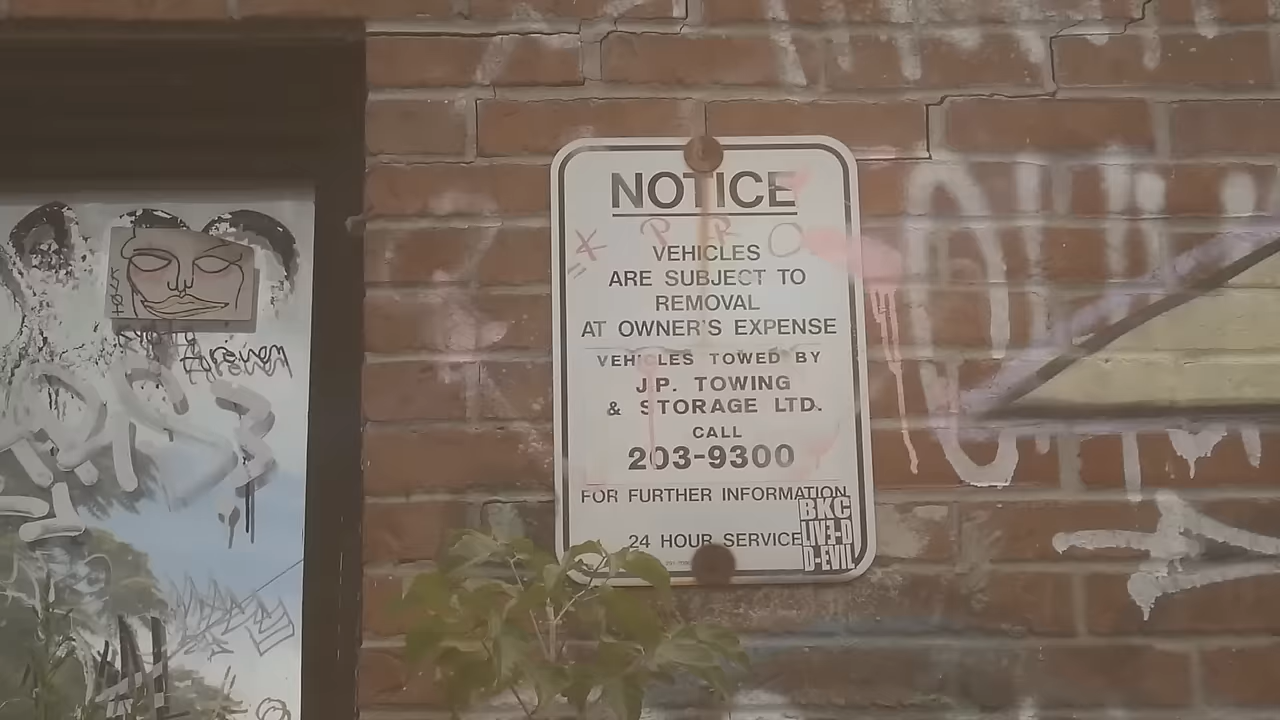 NOTICE
VEHICLES
ARE SUBJECT TO
REMOVAL
AT OWNER'S EXPENSE
VEHICLES TOWED BY
J.P. TOWING
& STORAGE LTD.
CALL
203-9300
FOR FURTHER INFORMATION
24 HOUR SERVICE
BKC
LIVE-D
D-EVIL